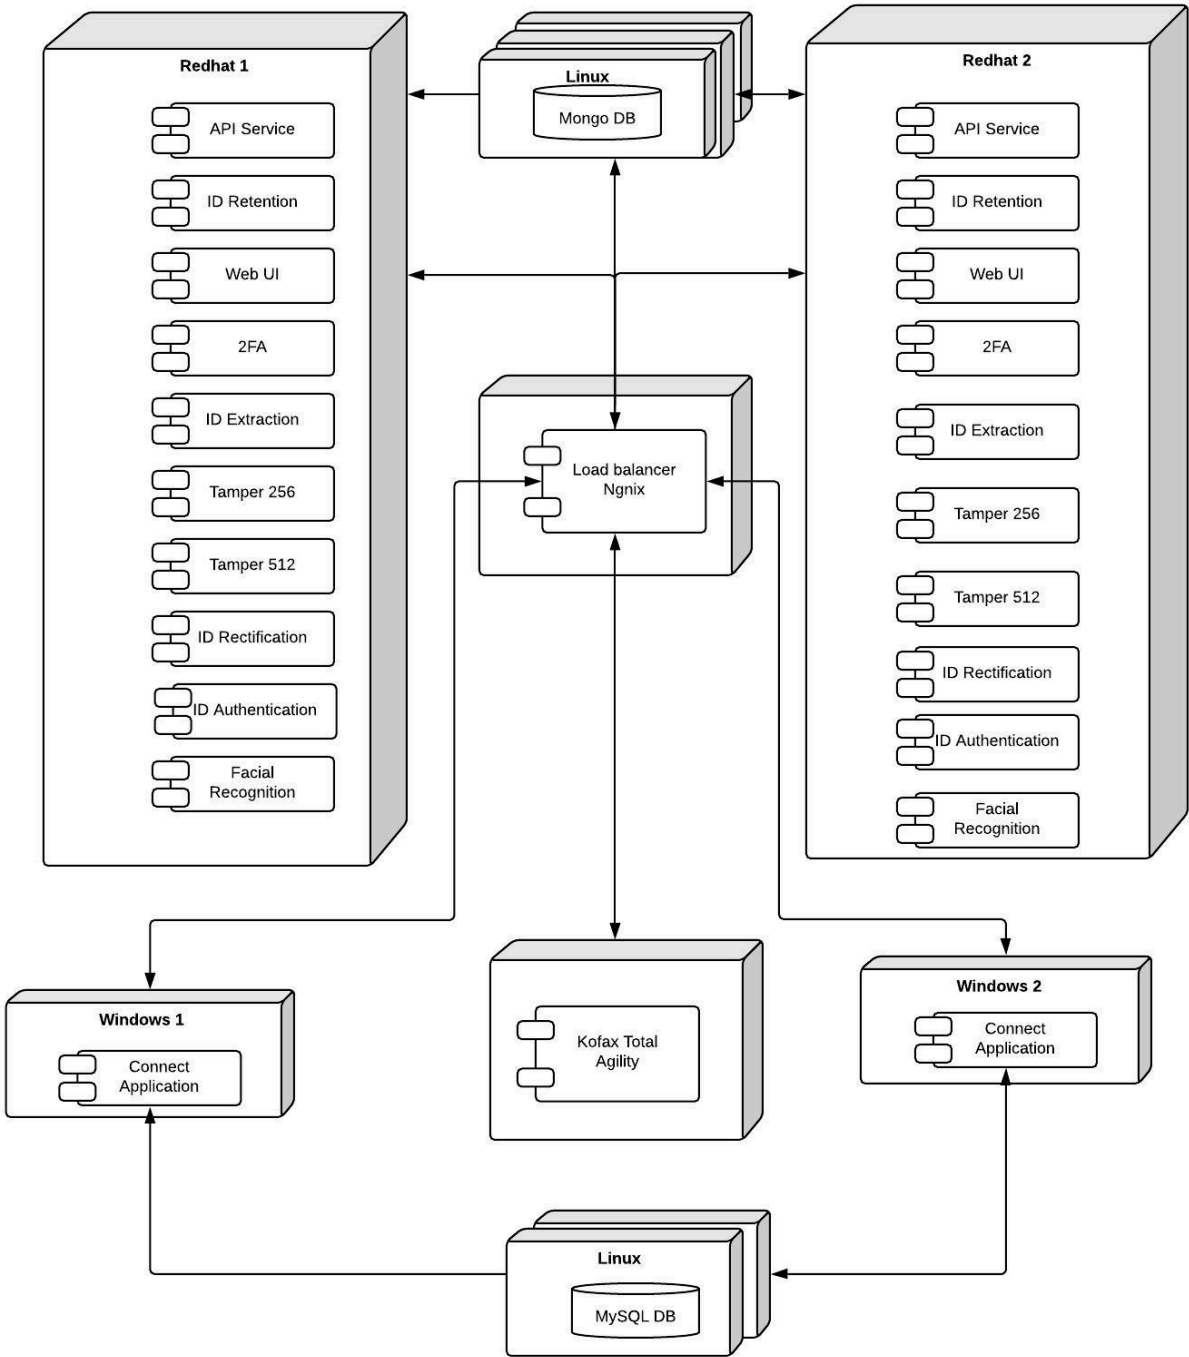 Redhat 1
API Service
ID Retention
Web UI
2FA
ID Extraction
Tamper 256
Tamper 512
ID Rectification
ID Authentication
Facial
Recognition
Linux
Mongo DB
Redhat 2
API Service
ID Retention
Web UI
2FA
ID Extraction
Tamper 256
Tamper 512
ID Rectification
ID Authentication
Facial
Recognition
Load balancer
Ngnix
Windows 1
Connect
Application
Kofax Total
Agility
Windows 2
Connect
Application
Linux
MySQL DB